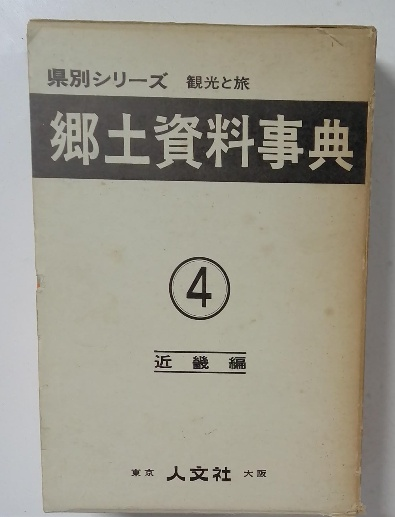 県別シリーズ 観光と旅
郷土資料事典
4
近畿編
東京 人文社 大阪